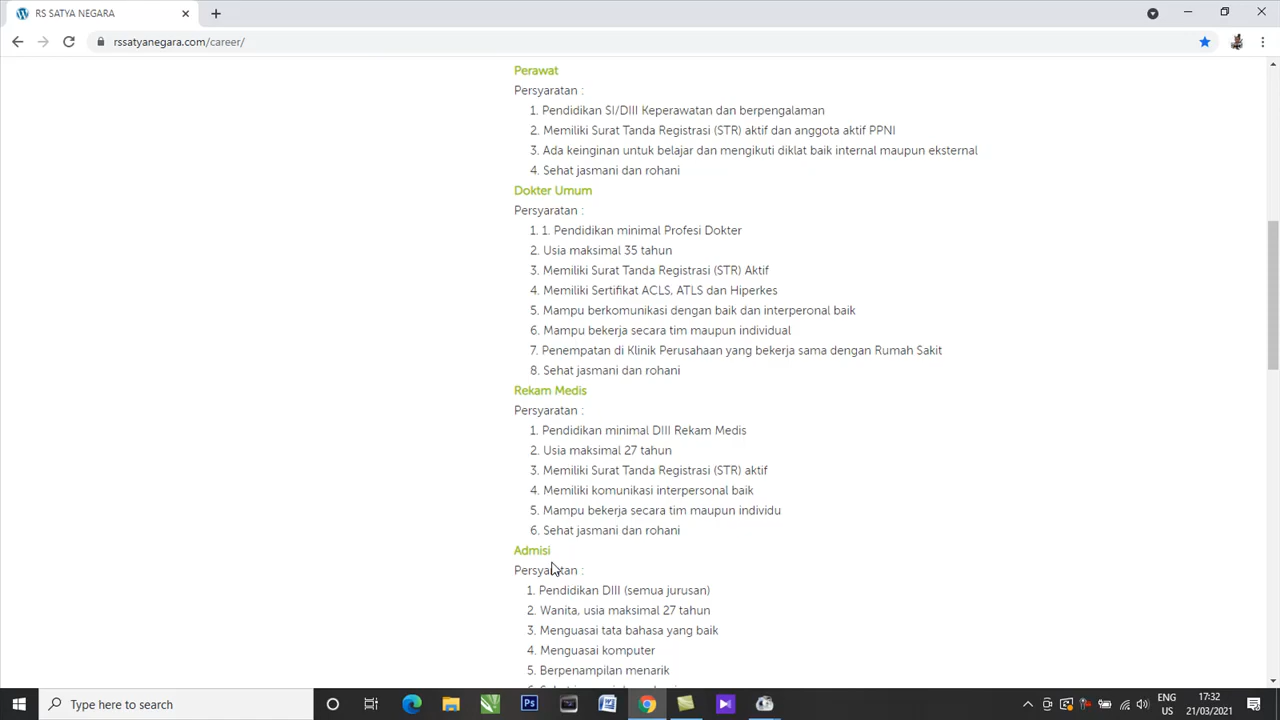 RS SATYA NEGARA
rssatyanegara.com/career/
Perawat
Persyaratan :
1. Pendidikan SI/DIII Keperawatan dan berpengalaman
2. Memiliki Surat Tanda Registrasi (STR) aktif dan anggota aktif PPNI
3. Ada keinginan untuk belajar dan mengikuti diklat baik internal maupun eksternal
4. Sehat jasmani dan rohani
Dokter Umum
Persyaratan :
1. 1. Pendidikan minimal Profesi Dokter
2. Usia maksimal 35 tahun
3. Memiliki Surat Tanda Registrasi (STR) Aktif
4. Memiliki Sertifikat ACLS, ATLS dan Hiperkes
5. Mampu berkomunikasi dengan baik dan interperonal baik
6. Mampu bekerja secara tim maupun individual
7. Penempatan di Klinik Perusahaan yang bekerja sama dengan Rumah Sakit
8. Sehat jasmani dan rohani
Rekam Medis
Persyaratan :
1. Pendidikan minimal DIII Rekam Medis
2. Usia maksimal 27 tahun
3. Memiliki Surat Tanda Registrasi (STR) aktif
4. Memiliki komunikasi interpersonal baik
5. Mampu bekerja secara tim maupun individu
6. Sehat jasmani dan rohani
Admisi
Persyaratan :
1. Pendidikan DIII (semua jurusan)
2. Wanita, usia maksimal 27 tahun
3. Menguasai tata bahasa yang baik
4. Menguasai komputer
5. Berpenampilan menarik
Type here to search
Ps
ENG
US
17:32
21/03/2021